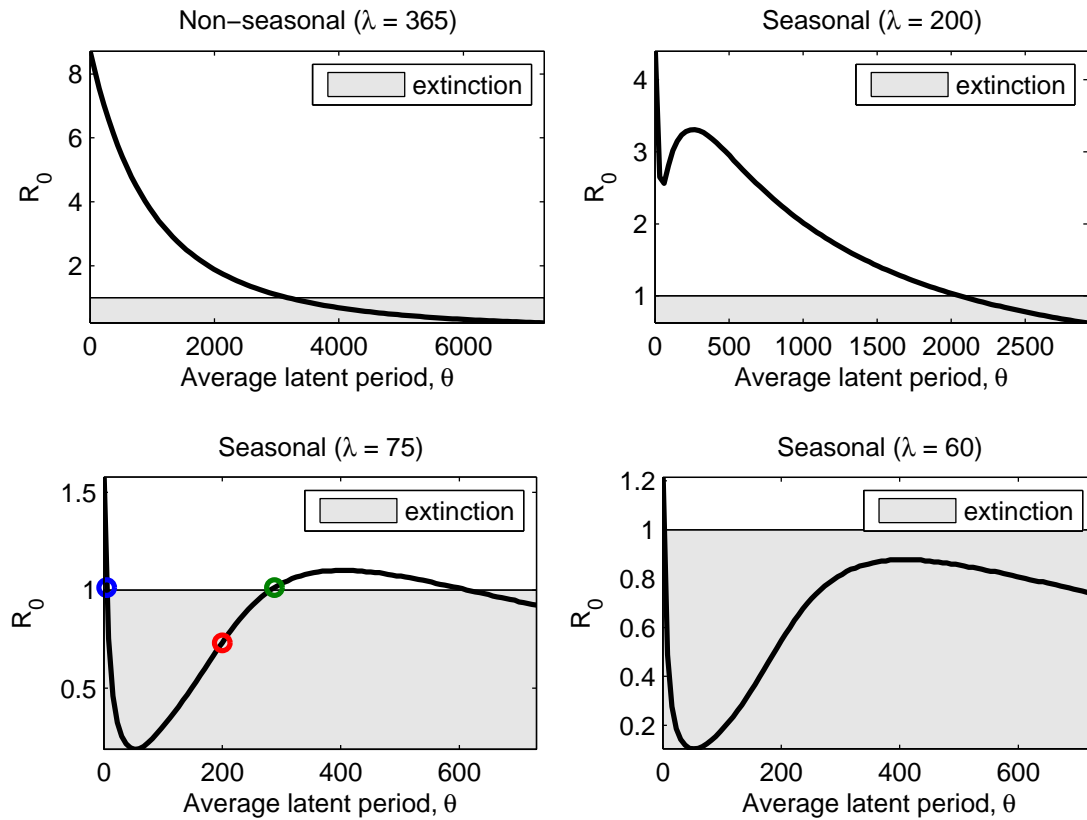 Non−seasonal (λ = 365)
8
6
4
2
R0
extinction
0 2000 4000 6000
Average latent period, θ
Seasonal (λ = 200)
4
3
2
1
R0
extinction
0 500 1000 1500 2000 2500
Average latent period, θ
Seasonal (λ = 75)
1.5
1
0.5
R0
extinction
0 200 400 600
Average latent period, θ
Seasonal (λ = 60)
1.2
1
0.8
0.6
0.4
0.2
R0
extinction
0 200 400 600
Average latent period, θ